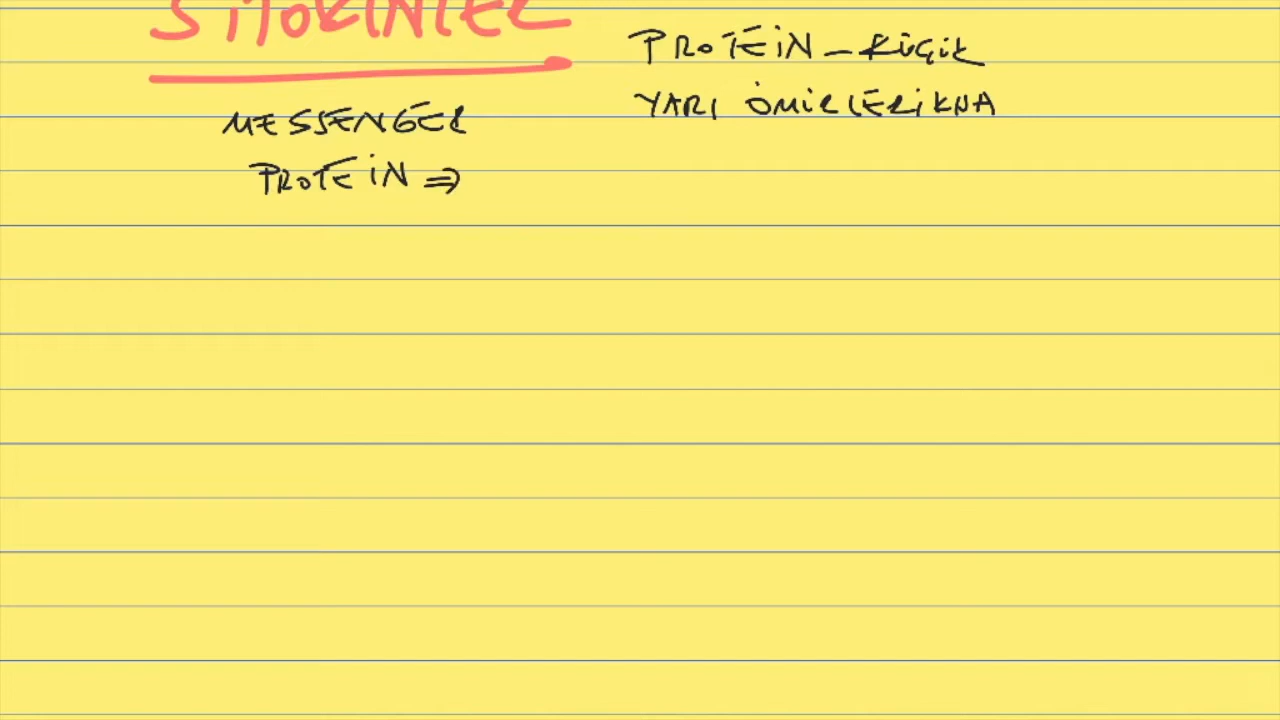 SİTOKİNLER
MESSENGER
PROTEİN ⇒
PROTEİN – KÜÇÜK
YARI ÖMÜRLERİ KISA